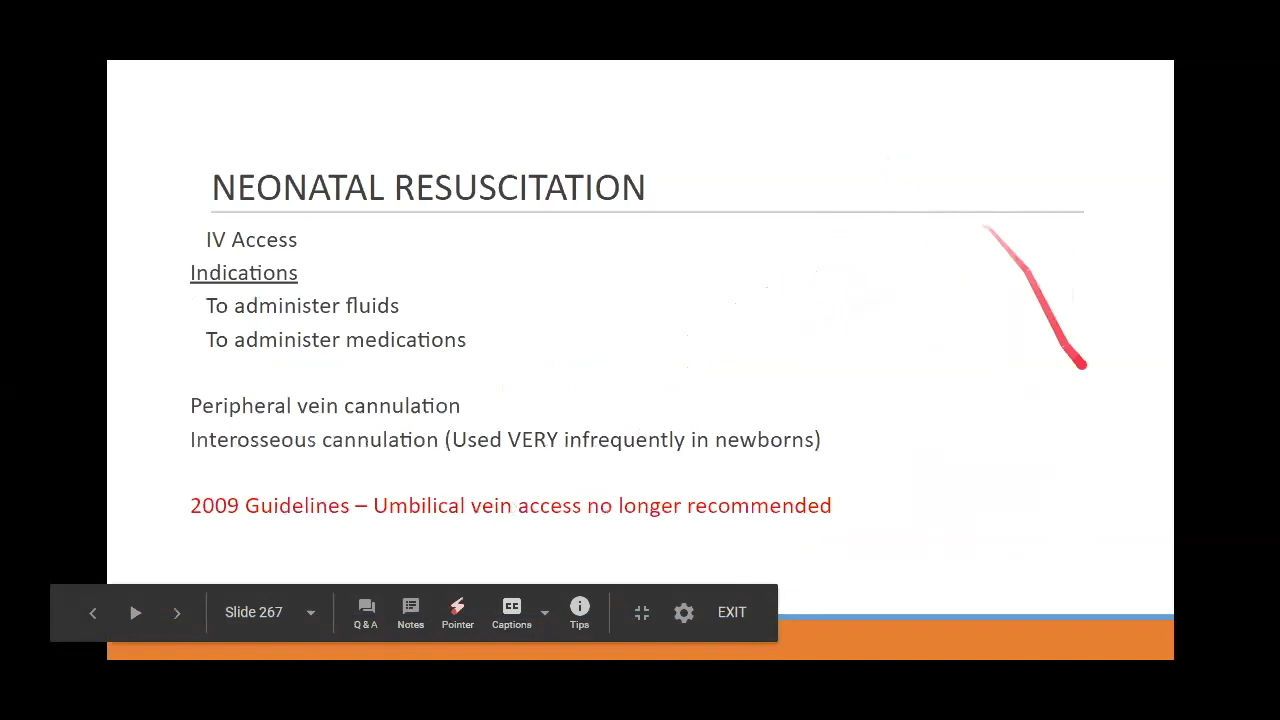 NEONATAL RESUSCITATION
IV Access
Indications
To administer fluids
To administer medications
Peripheral vein cannulation
Interosseous cannulation (Used VERY infrequently in newborns)
2009 Guidelines – Umbilical vein access no longer recommended
Slide 267
Q & A
Notes
Pointer
CC
Captions
Tips
EXIT